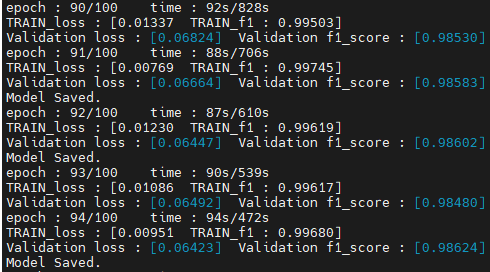 epoch : 90/100    time : 92s/828s
TRAIN_loss : [0.01337  TRAIN_f1 : 0.99503]
Validation loss : [0.06824]  Validation f1_score : [0.98530]
epoch : 91/100    time : 88s/706s
TRAIN_loss : [0.00769  TRAIN_f1 : 0.99745]
Validation loss : [0.06664]  Validation f1_score : [0.98583]
Model Saved.
epoch : 92/100    time : 87s/610s
TRAIN_loss : [0.01230  TRAIN_f1 : 0.99619]
Validation loss : [0.06447]  Validation f1_score : [0.98602]
Model Saved.
epoch : 93/100    time : 90s/539s
TRAIN_loss : [0.01086  TRAIN_f1 : 0.99617]
Validation loss : [0.06492]  Validation f1_score : [0.98480]
epoch : 94/100    time : 94s/472s
TRAIN_loss : [0.00951  TRAIN_f1 : 0.99680]
Validation loss : [0.06423]  Validation f1_score : [0.98624]
Model Saved.